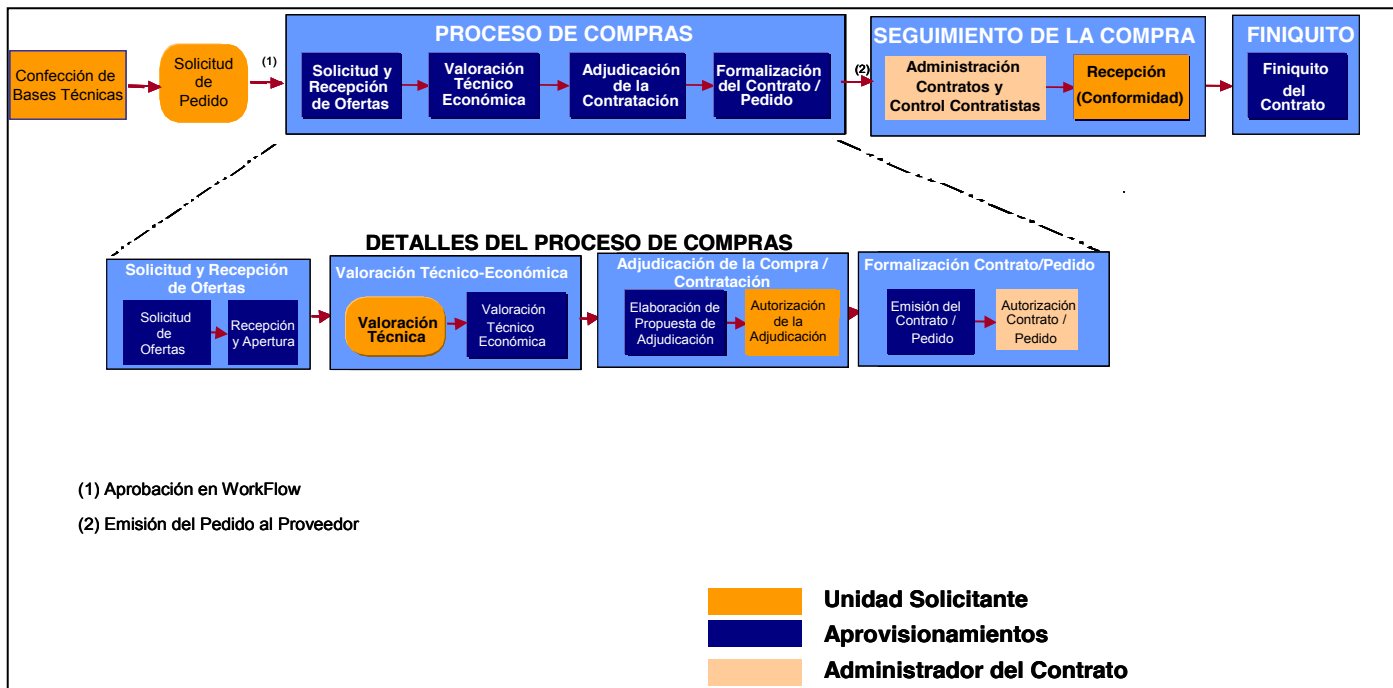 PROCESO DE COMPRAS
SEGUIMIENTO DE LA COMPRA
FINIQUITO
Confección de
Bases Técnicas
Solicitud
de
Pedido
(1)
Solicitud y
Recepción
de Ofertas
Valoración
Técnico
Económica
Adjudicación
de la
Contratación
Formalización
del Contrato /
Pedido
(2)
Administración
Contratos y
Control Contratistas
Recepción
(Conformidad)
Finiquito
del
Contrato
DETALLES DEL PROCESO DE COMPRAS
Solicitud y Recepción
de Ofertas
Solicitud
de
Ofertas
Recepción
y Apertura
Valoración Técnico-Económica
Valoración
Técnica
Valoración
Técnico
Económica
Adjudicación de la Compra /
Contratación
Elaboración de
Propuesta de
Adjudicación
Autorización
de la
Adjudicación
Formalización Contrato/Pedido
Emisión del
Contrato /
Pedido
Autorización
Contrato /
Pedido
(1) Aprobación en WorkFlow
(2) Emisión del Pedido al Proveedor
Unidad Solicitante
Aprovisionamientos
Administrador del Contrato